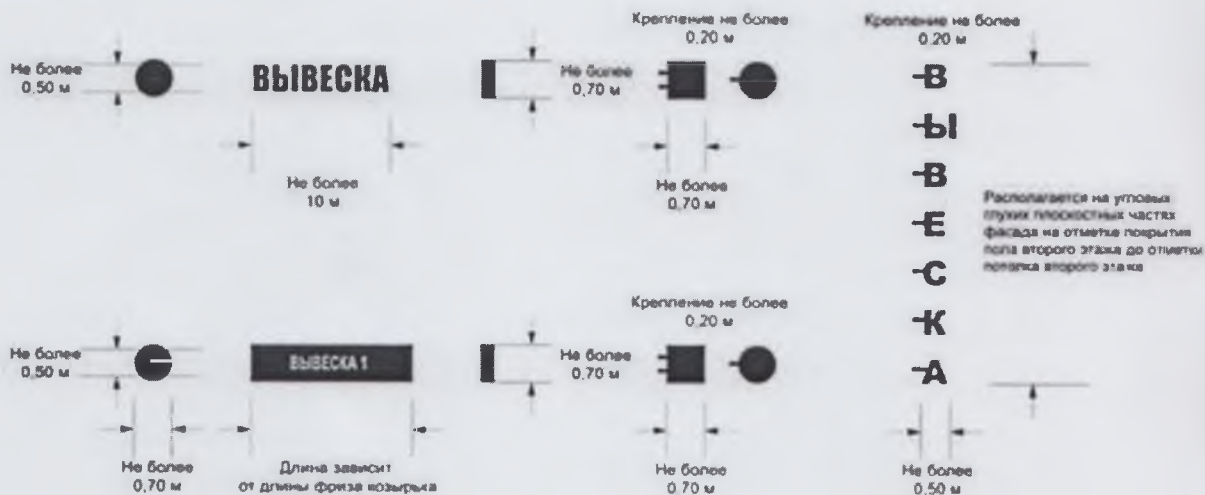 Крепление не более
0,20 м
Крепление не более
0,20 м
Не более
0,50 м
ВЫВЕСКА
Не более
0,70 м
Не более
10 м
Не более
0,70 м
В
Ы
В
Е
С
К
А
Располагается на угловых
глухих плоскостных частях
фасада на отметке покрытия
пола второго этажа до отметки
потолка второго этажа
Крепление не более
0,20 м
Не более
0,50 м
ВЫВЕСКА 1
Не более
0,70 м
Не более
0,70 м
Длина зависит
от длины фриза козырька
Не более
0,70 м
Не более
0,50 м